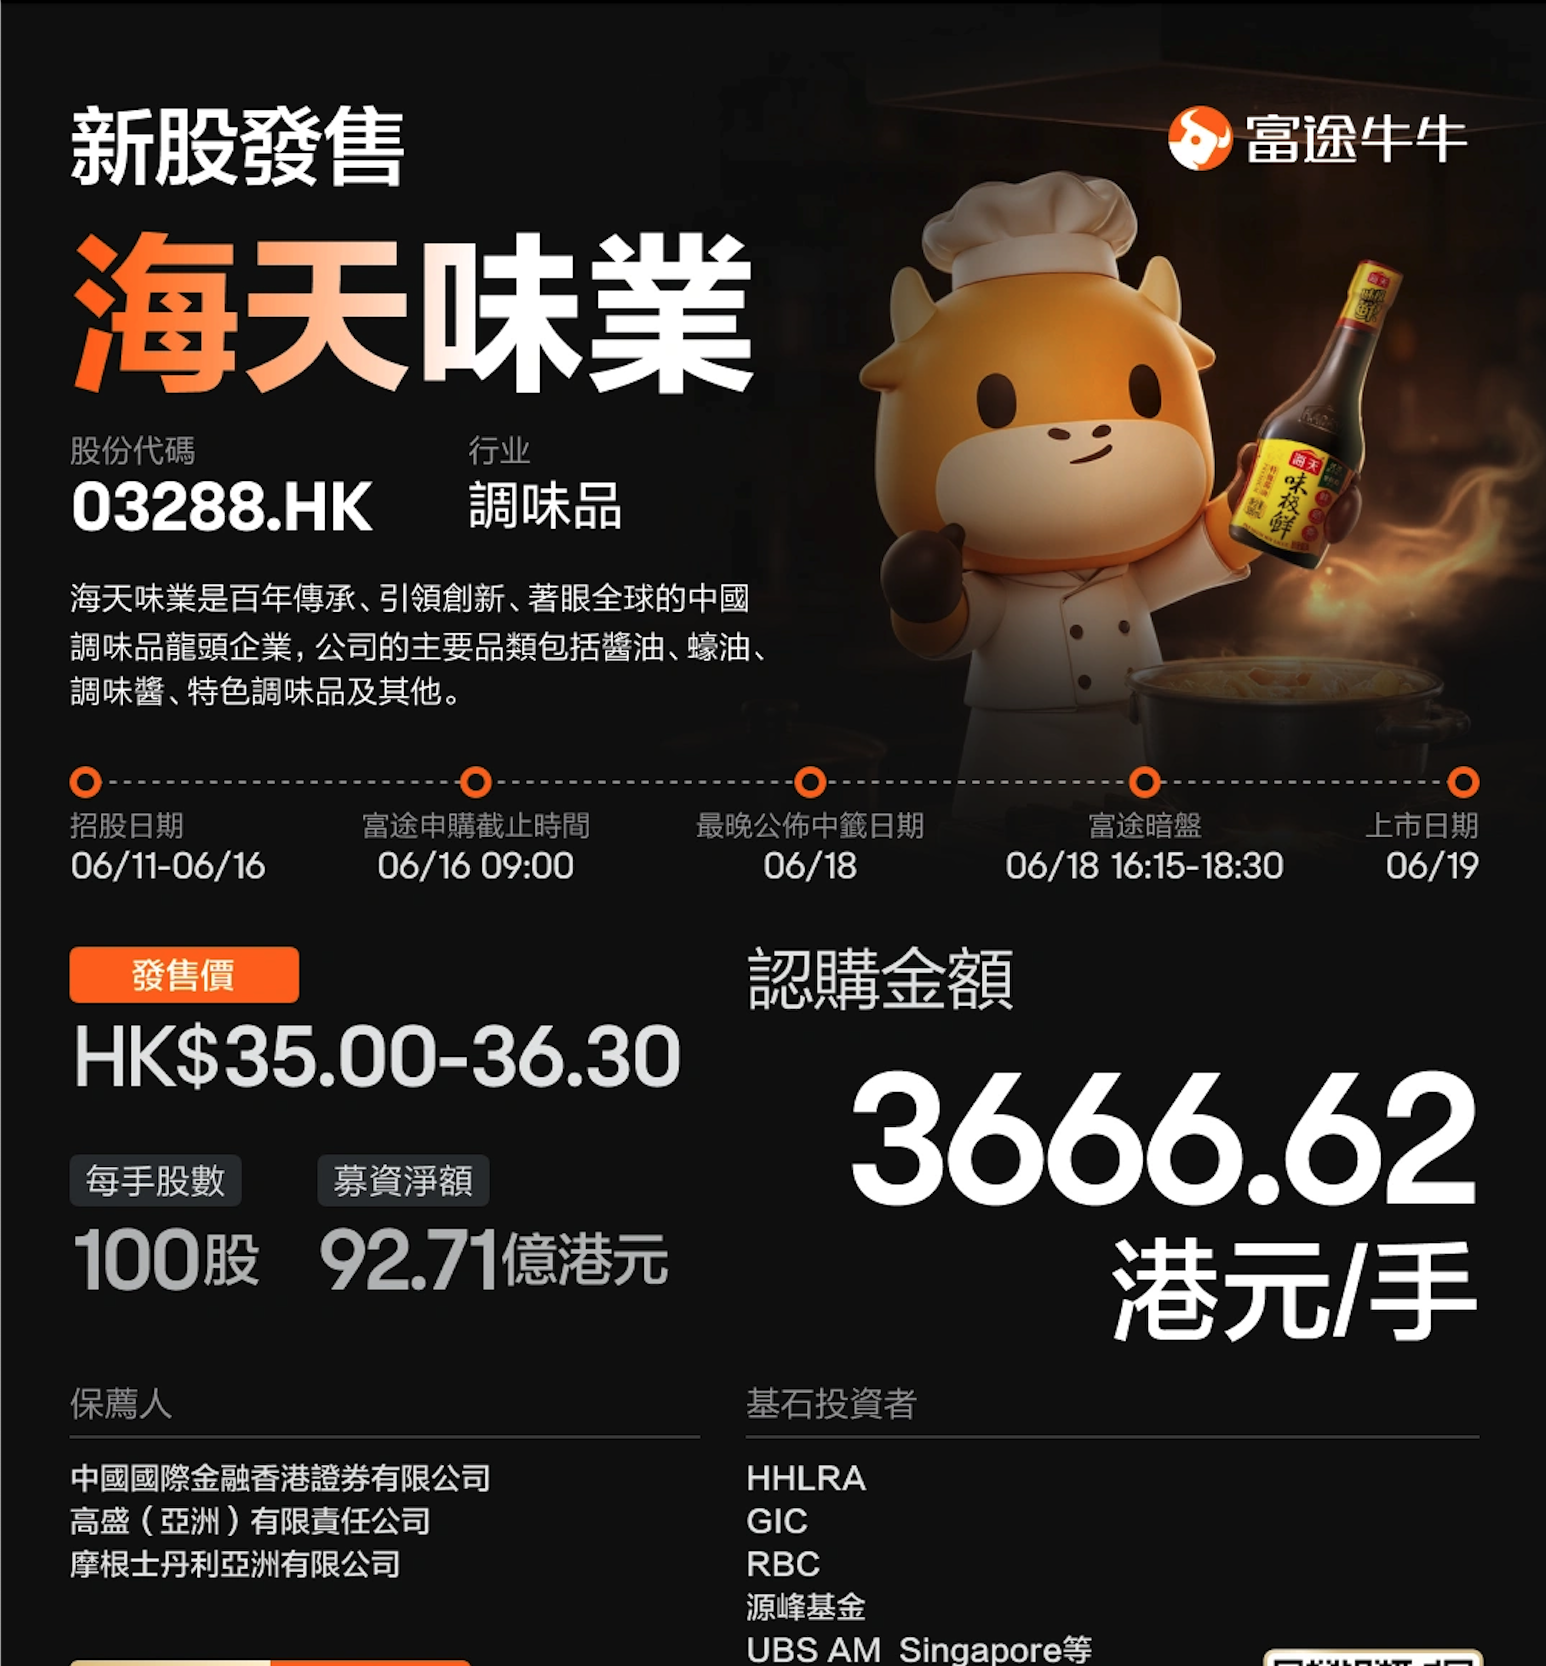 新股發售
富途牛牛
海天味業
股份代碼
行业
03288.HK
調味品
海天味業是百年傳承、引領創新、著眼全球的中國
調味品龍頭企業，公司的主要品類包括醬油、蠔油、
調味醬、特色調味品及其他。
海天
味极鲜
招股日期
06/11-06/16
富途申購截止時間
06/16 09:00
最晚公佈中籤日期
06/18
富途暗盤
06/18 16:15-18:30
上市日期
06/19
發售價
HK$35.00-36.30
認購金額
3666.62
港元/手
每手股數
100股
募資淨額
92.71億港元
保薦人
中國國際金融香港證券有限公司
高盛（亞洲）有限責任公司
摩根士丹利亞洲有限公司
基石投資者
HHLRA
GIC
RBC
源峰基金
UBS AM Singapore等